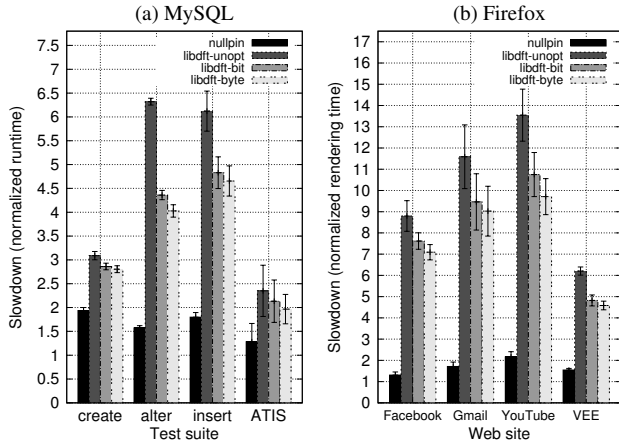 (a) MySQL
Slowdown (normalized runtime)
7.5
7
6.5
6
5.5
5
4.5
4
3.5
3
2.5
2
1.5
1
0.5
0
nullpin
libdft-unopt
libdft-bit
libdft-byte
create alter insert ATIS
Test suite
(b) Firefox
Slowdown (normalized rendering time)
17
16
15
14
13
12
11
10
9
8
7
6
5
4
3
2
1
0
nullpin
libdft-unopt
libdft-bit
libdft-byte
Facebook Gmail YouTube VEE
Web site